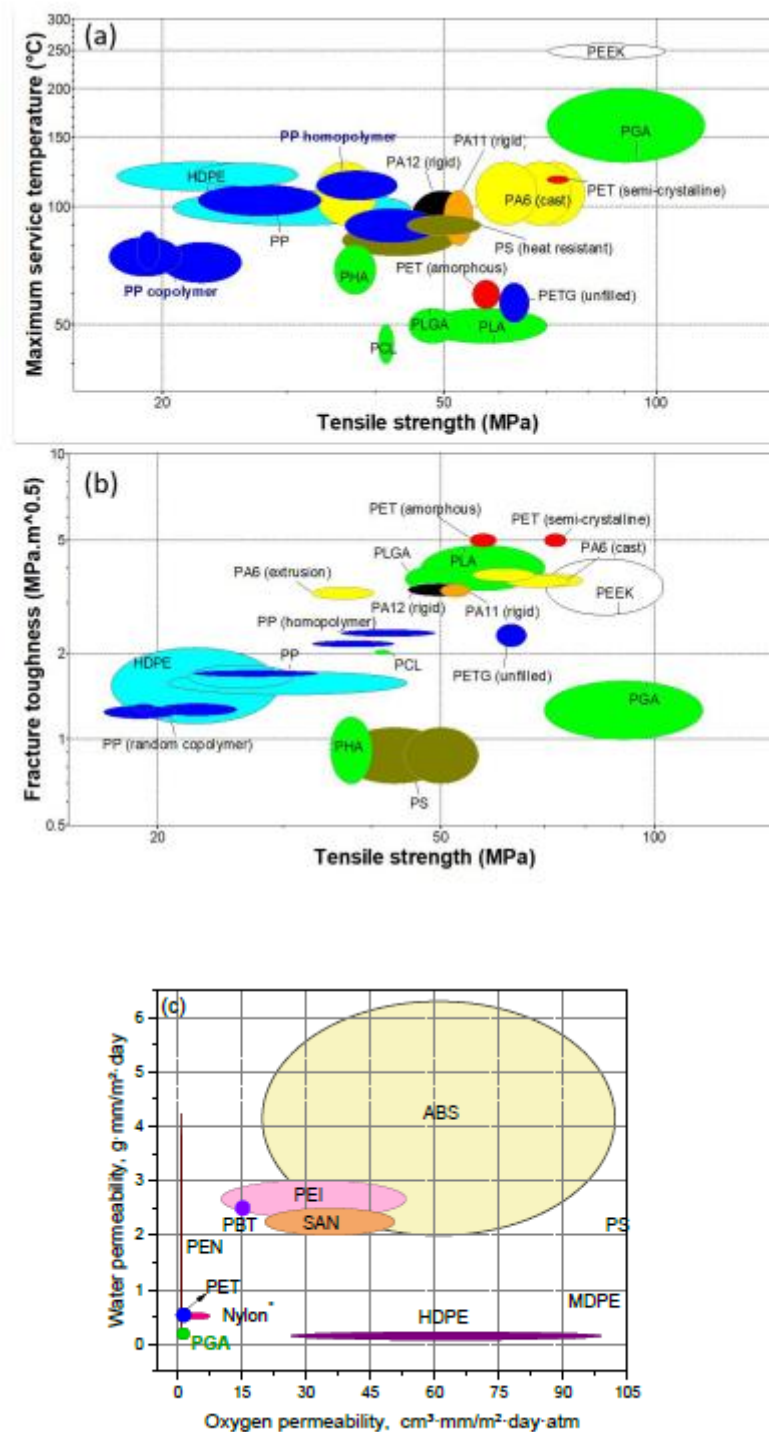 (a)
Maximum service temperature (°C)
300
250
200
150
100
50
PEEK
PGA
PP homopolymer
PA11 (rigid)
PA12 (rigid)
HDPE
PET (semi-crystalline)
PA6 (cast)
PP
PS (heat resistant)
PHA
PET (amorphous)
PP copolymer
PETG (unfilled)
PLGA
PLA
PCL
20
50
100
Tensile strength (MPa)
(b)
Fracture toughness (MPa.m^0.5)
10
5
2
1
0.5
PET (amorphous)
PET (semi-crystalline)
PLGA
PLA
PA6 (cast)
PA6 (extrusion)
PEEK
PA12 (rigid)
PA11 (rigid)
PP (homopolymer)
HDPE
PP
PCL
PETG (unfilled)
PGA
PP (random copolymer)
PHA
PS
20
50
100
Tensile strength (MPa)
(c)
Water permeability, g·mm/m²·day
6
5
4
3
2
1
0
ABS
PEI
PBT
SAN
PS
PEN
PET
Nylon*
HDPE
MDPE
PGA
0
15
30
45
60
75
90
105
Oxygen permeability, cm³·mm/m²·day·atm